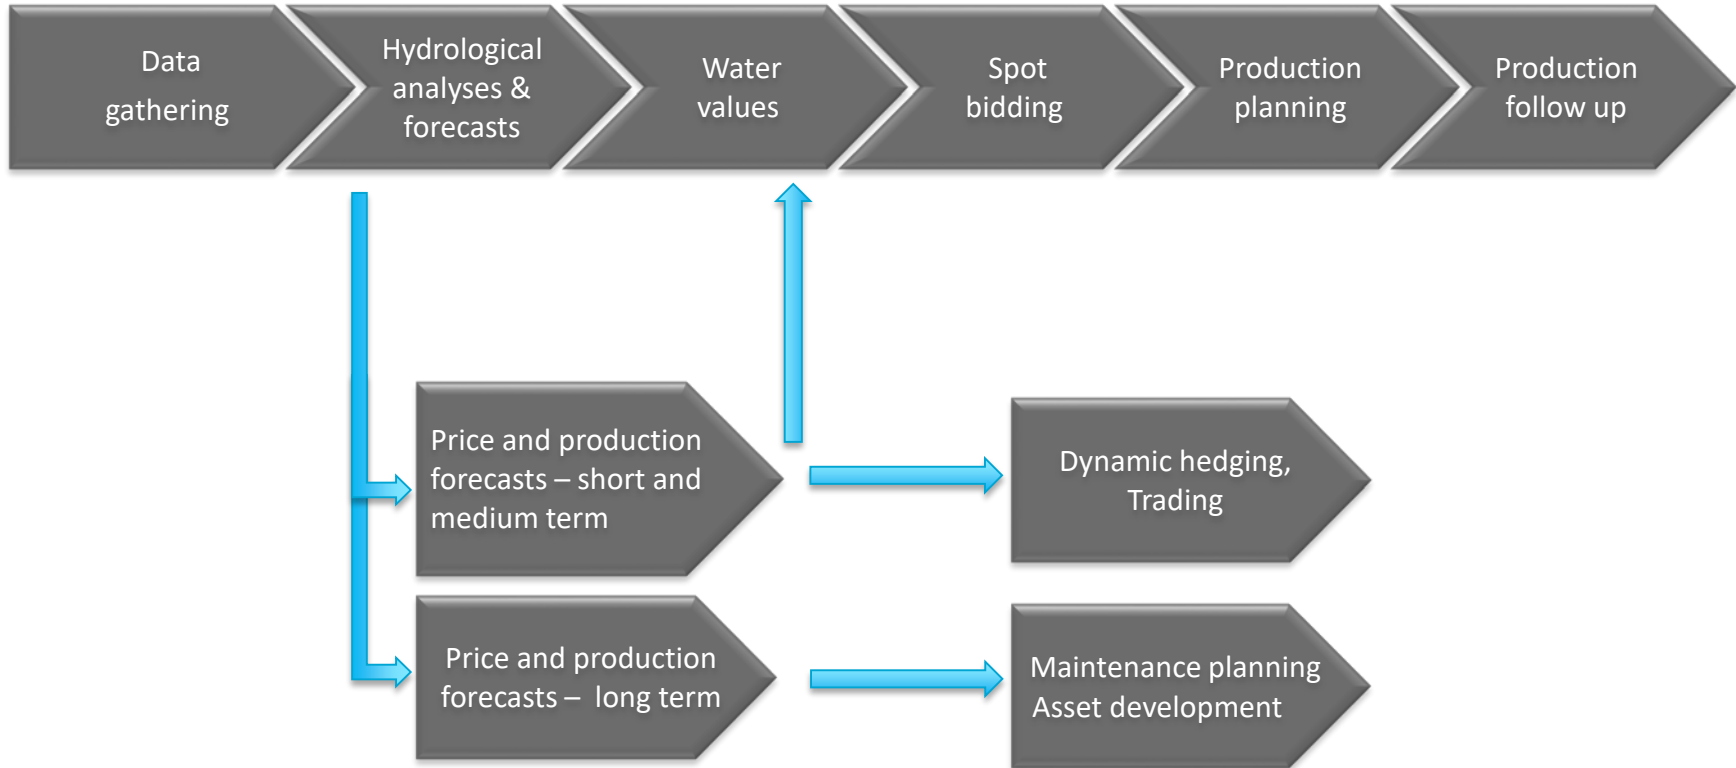 Data
gathering
Hydrological
analyses &
forecasts
Water
values
Spot
bidding
Production
planning
Production
follow up
Price and production
forecasts – short and
medium term
Dynamic hedging,
Trading
Price and production
forecasts –  long term
Maintenance planning
Asset development